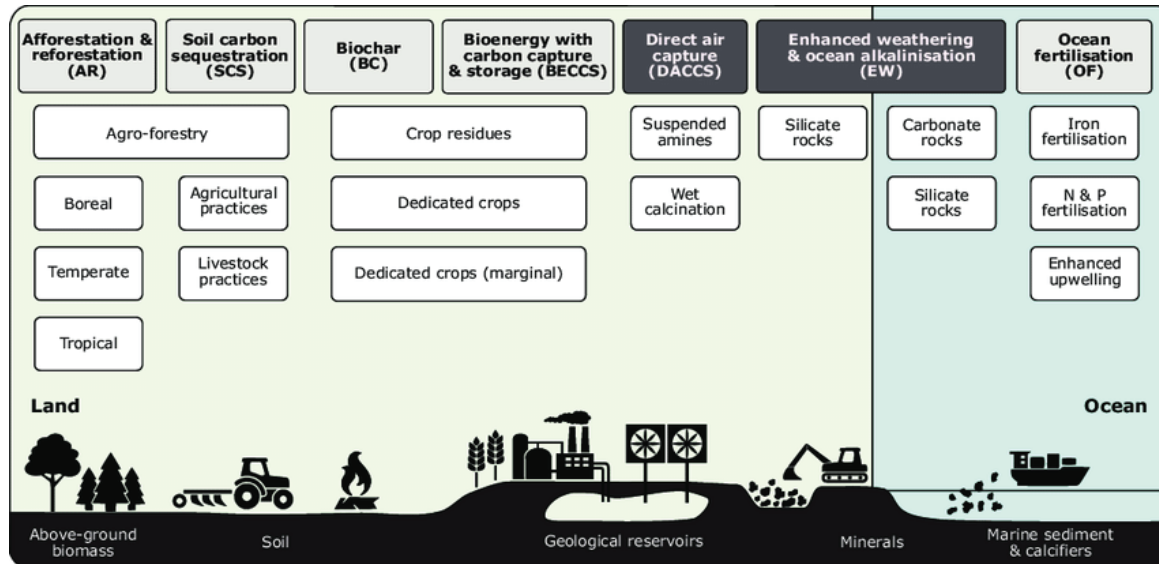 Afforestation &
reforestation
(AR)
Soil carbon
sequestration
(SCS)
Biochar
(BC)
Bioenergy with
carbon capture
& storage (BECCS)
Direct air
capture
(DACCS)
Enhanced weathering
& ocean alkalinisation
(EW)
Ocean
fertilisation
(OF)
Agro-forestry
Crop residues
Suspended
amines
Silicate
rocks
Carbonate
rocks
Iron
fertilisation
Boreal
Agricultural
practices
Dedicated crops
Wet
calcination
Silicate
rocks
N & P
fertilisation
Temperate
Livestock
practices
Dedicated crops (marginal)
Enhanced
upwelling
Tropical
Land
Ocean
Above-ground
biomass
Soil
Geological reservoirs
Minerals
Marine sediment
& calcifiers